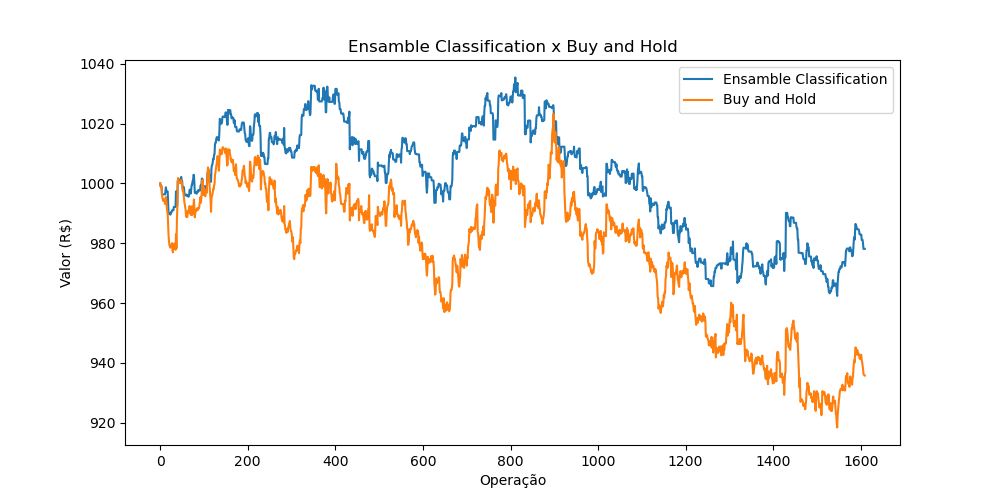 Ensamble Classification x Buy and Hold
Ensamble Classification
Buy and Hold
Valor (R$)
1040
1020
1000
980
960
940
920
0 200 400 600 800 1000 1200 1400 1600
Operação